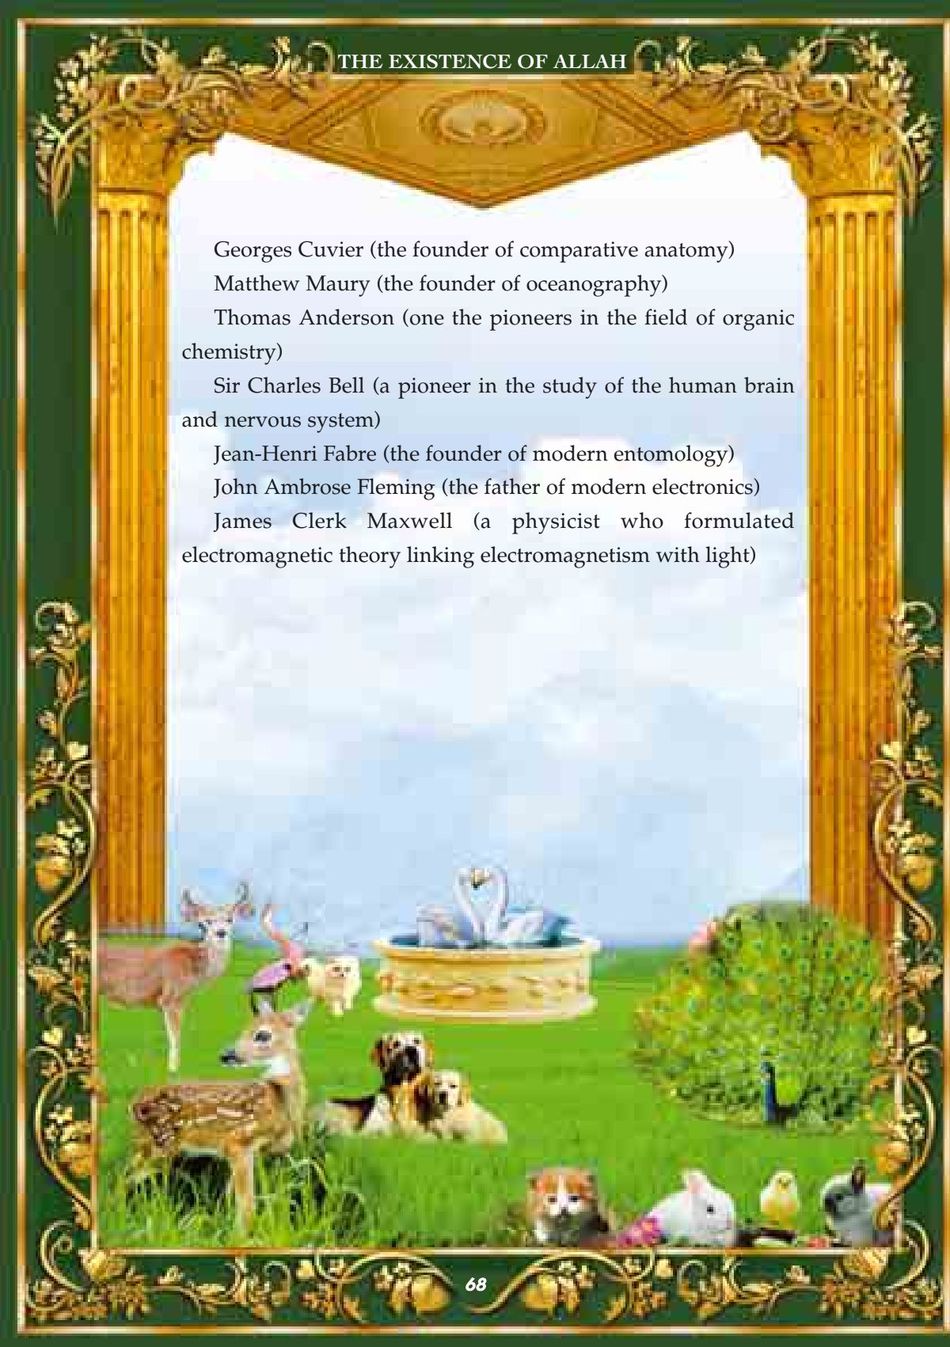 THE EXISTENCE OF ALLAH
Georges Cuvier (the founder of comparative anatomy)
Matthew Maury (the founder of oceanography)
Thomas Anderson (one the pioneers in the field of organic
chemistry)
Sir Charles Bell (a pioneer in the study of the human brain
and nervous system)
Jean-Henri Fabre (the founder of modern entomology)
John Ambrose Fleming (the father of modern electronics)
James Clerk Maxwell (a physicist who formulated
electromagnetic theory linking electromagnetism with light)
68